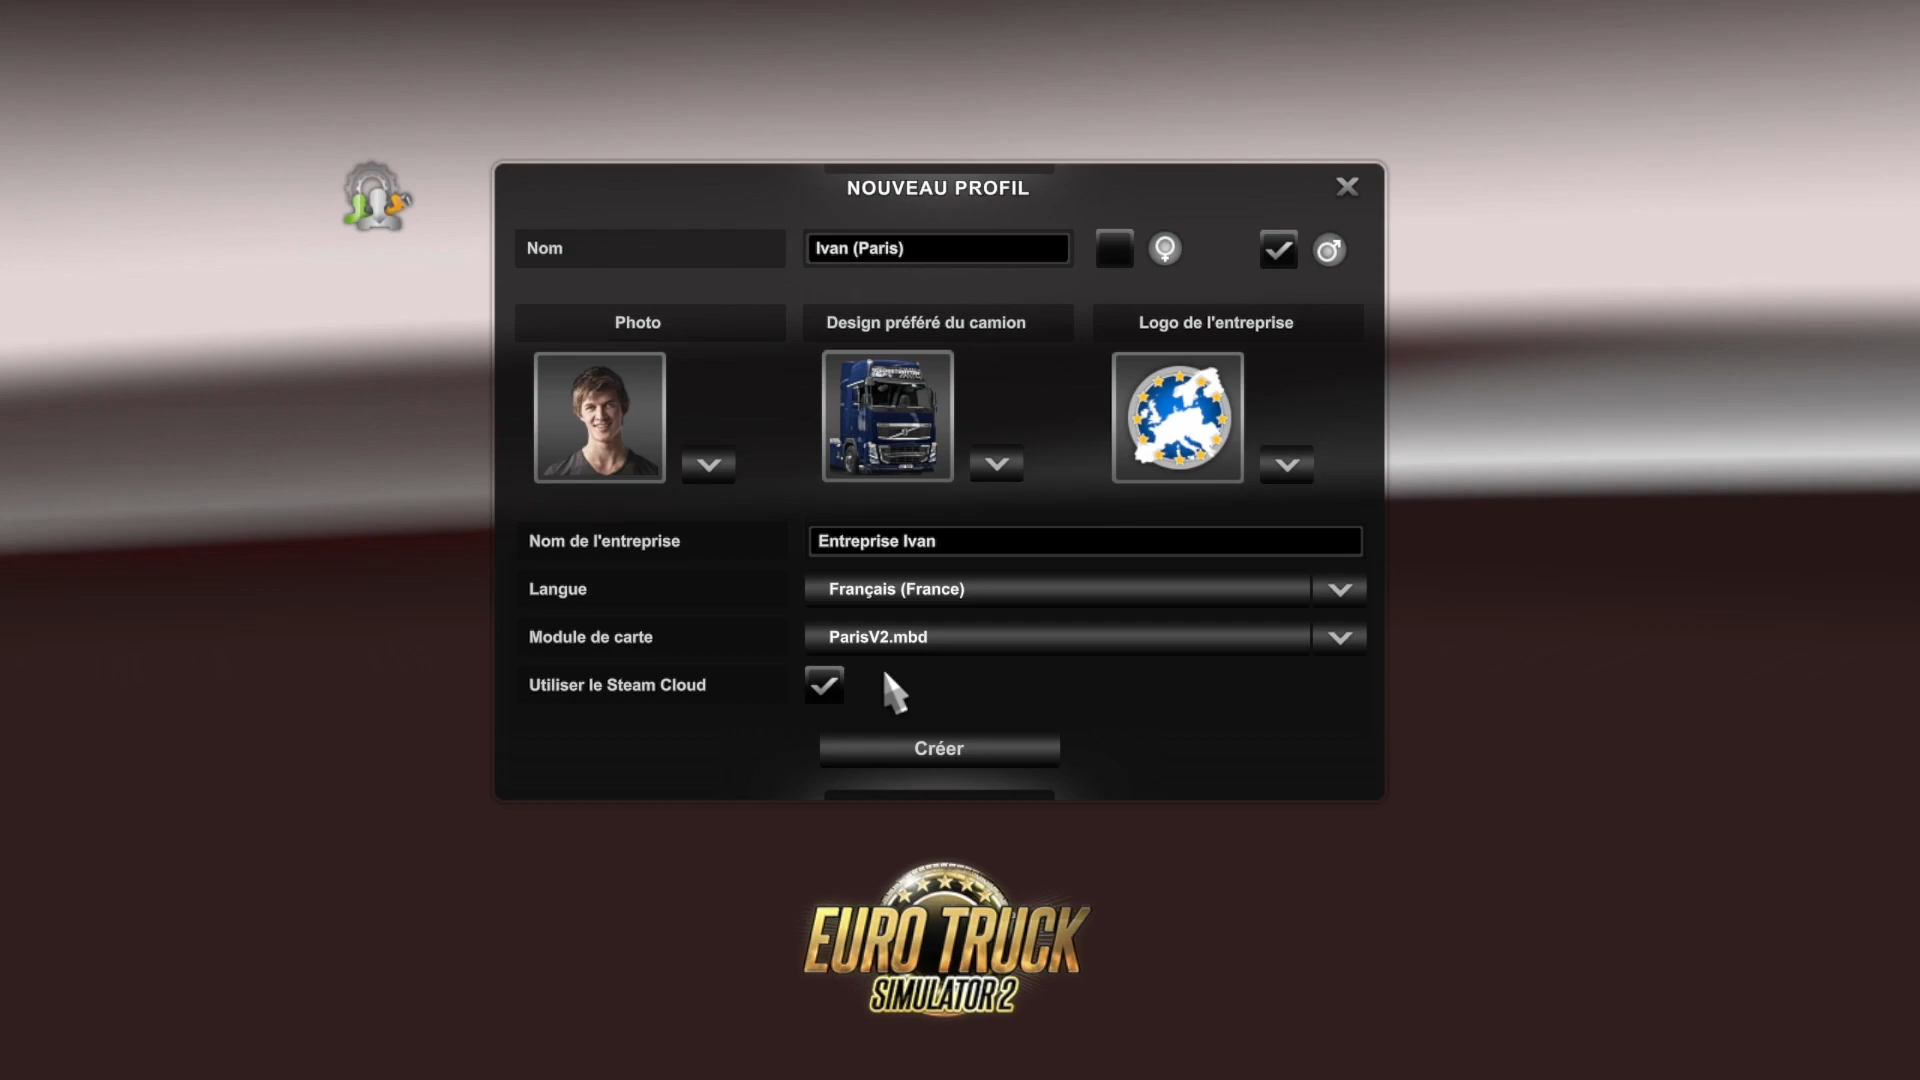 NOUVEAU PROFIL
Nom
Ivan (Paris)
Photo
Design préféré du camion
Logo de l'entreprise
Nom de l'entreprise
Entreprise Ivan
Langue
Français (France)
Module de carte
ParisV2.mbd
Utiliser le Steam Cloud
Créer
EURO TRUCK
SIMULATOR 2